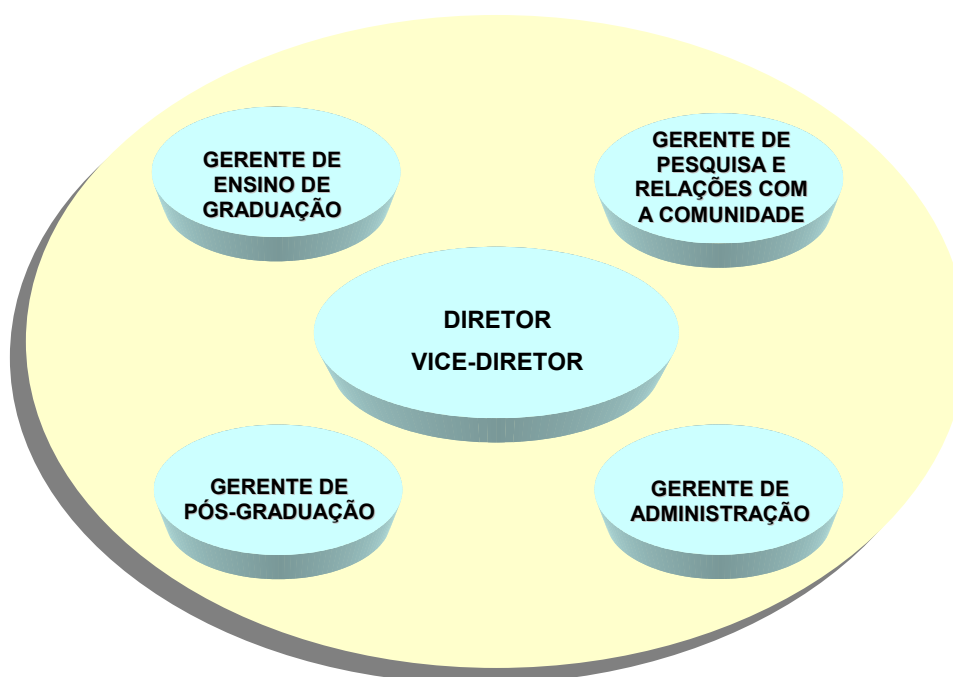 GERENTE DE
ENSINO DE
GRADUAÇÃO
GERENTE DE
PESQUISA E
RELAÇÕES COM
A COMUNIDADE
DIRETOR
VICE-DIRETOR
GERENTE DE
PÓS-GRADUAÇÃO
GERENTE DE
ADMINISTRAÇÃO